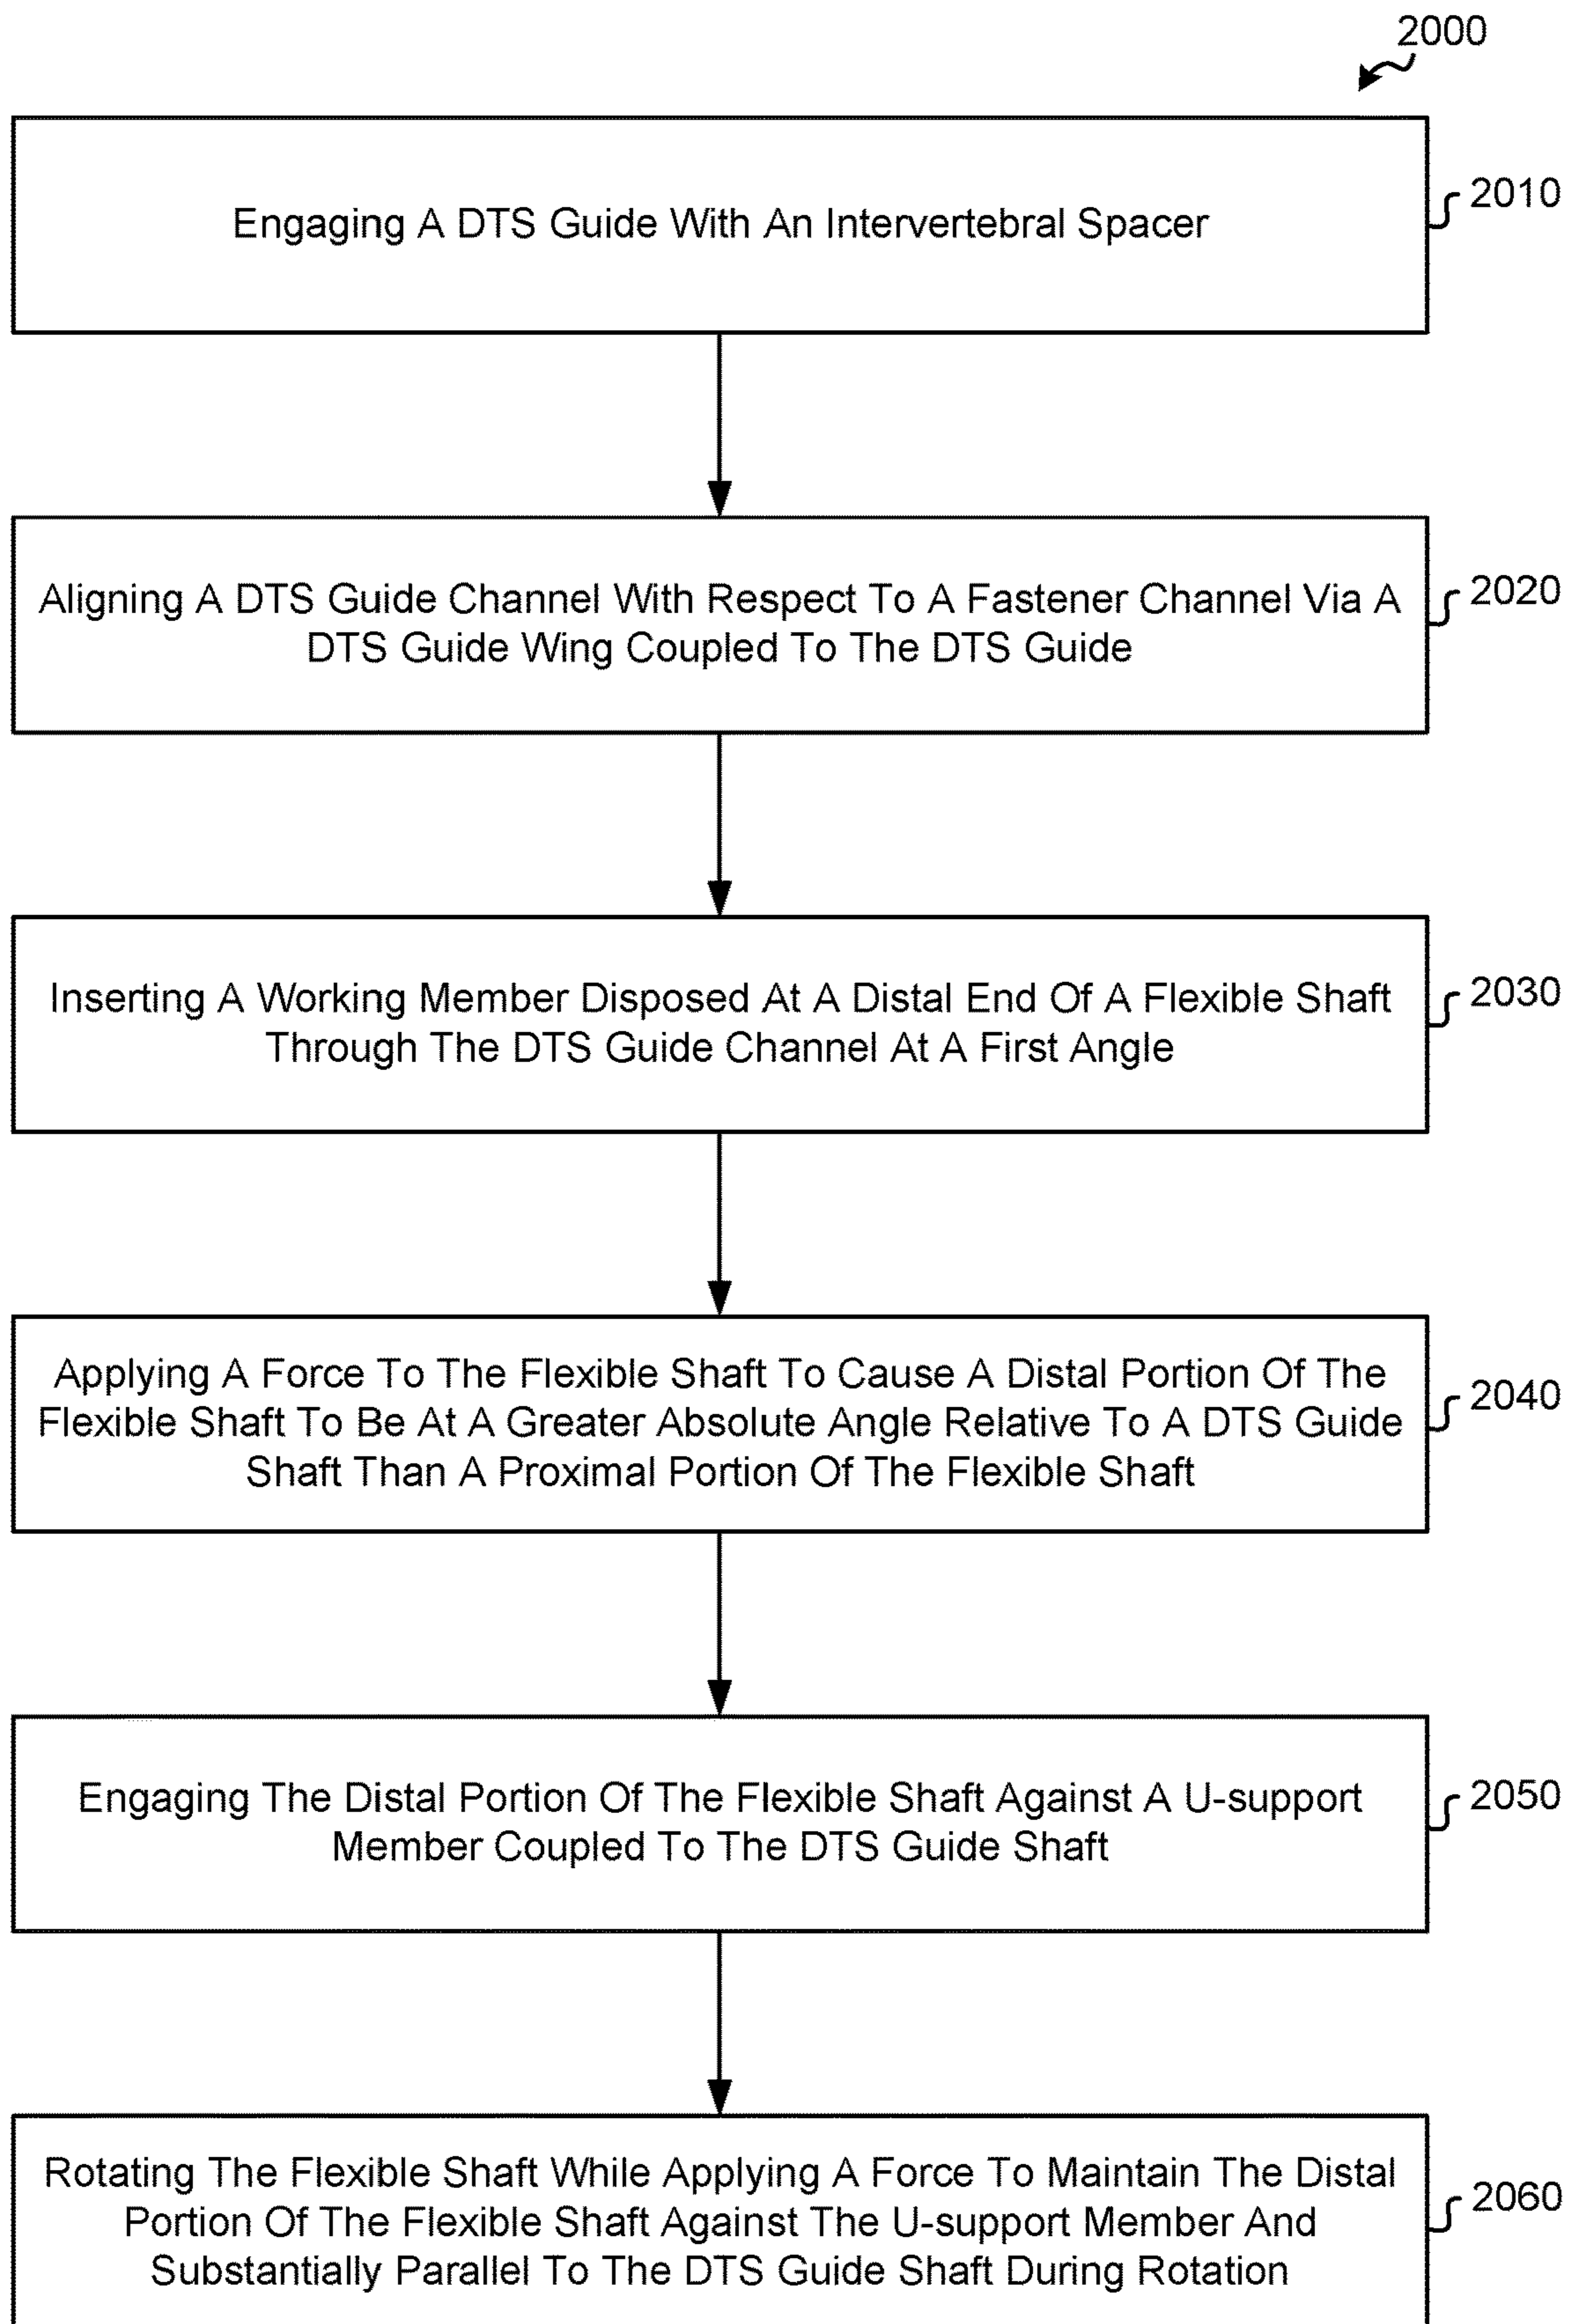 2000
Engaging A DTS Guide With An Intervertebral Spacer
2010
Aligning A DTS Guide Channel With Respect To A Fastener Channel Via A
DTS Guide Wing Coupled To The DTS Guide
2020
Inserting A Working Member Disposed At A Distal End Of A Flexible Shaft
Through The DTS Guide Channel At A First Angle
2030
Applying A Force To The Flexible Shaft To Cause A Distal Portion Of The
Flexible Shaft To Be At A Greater Absolute Angle Relative To A DTS Guide
Shaft Than A Proximal Portion Of The Flexible Shaft
2040
Engaging The Distal Portion Of The Flexible Shaft Against A U-support
Member Coupled To The DTS Guide Shaft
2050
Rotating The Flexible Shaft While Applying A Force To Maintain The Distal
Portion Of The Flexible Shaft Against The U-support Member And
Substantially Parallel To The DTS Guide Shaft During Rotation
2060